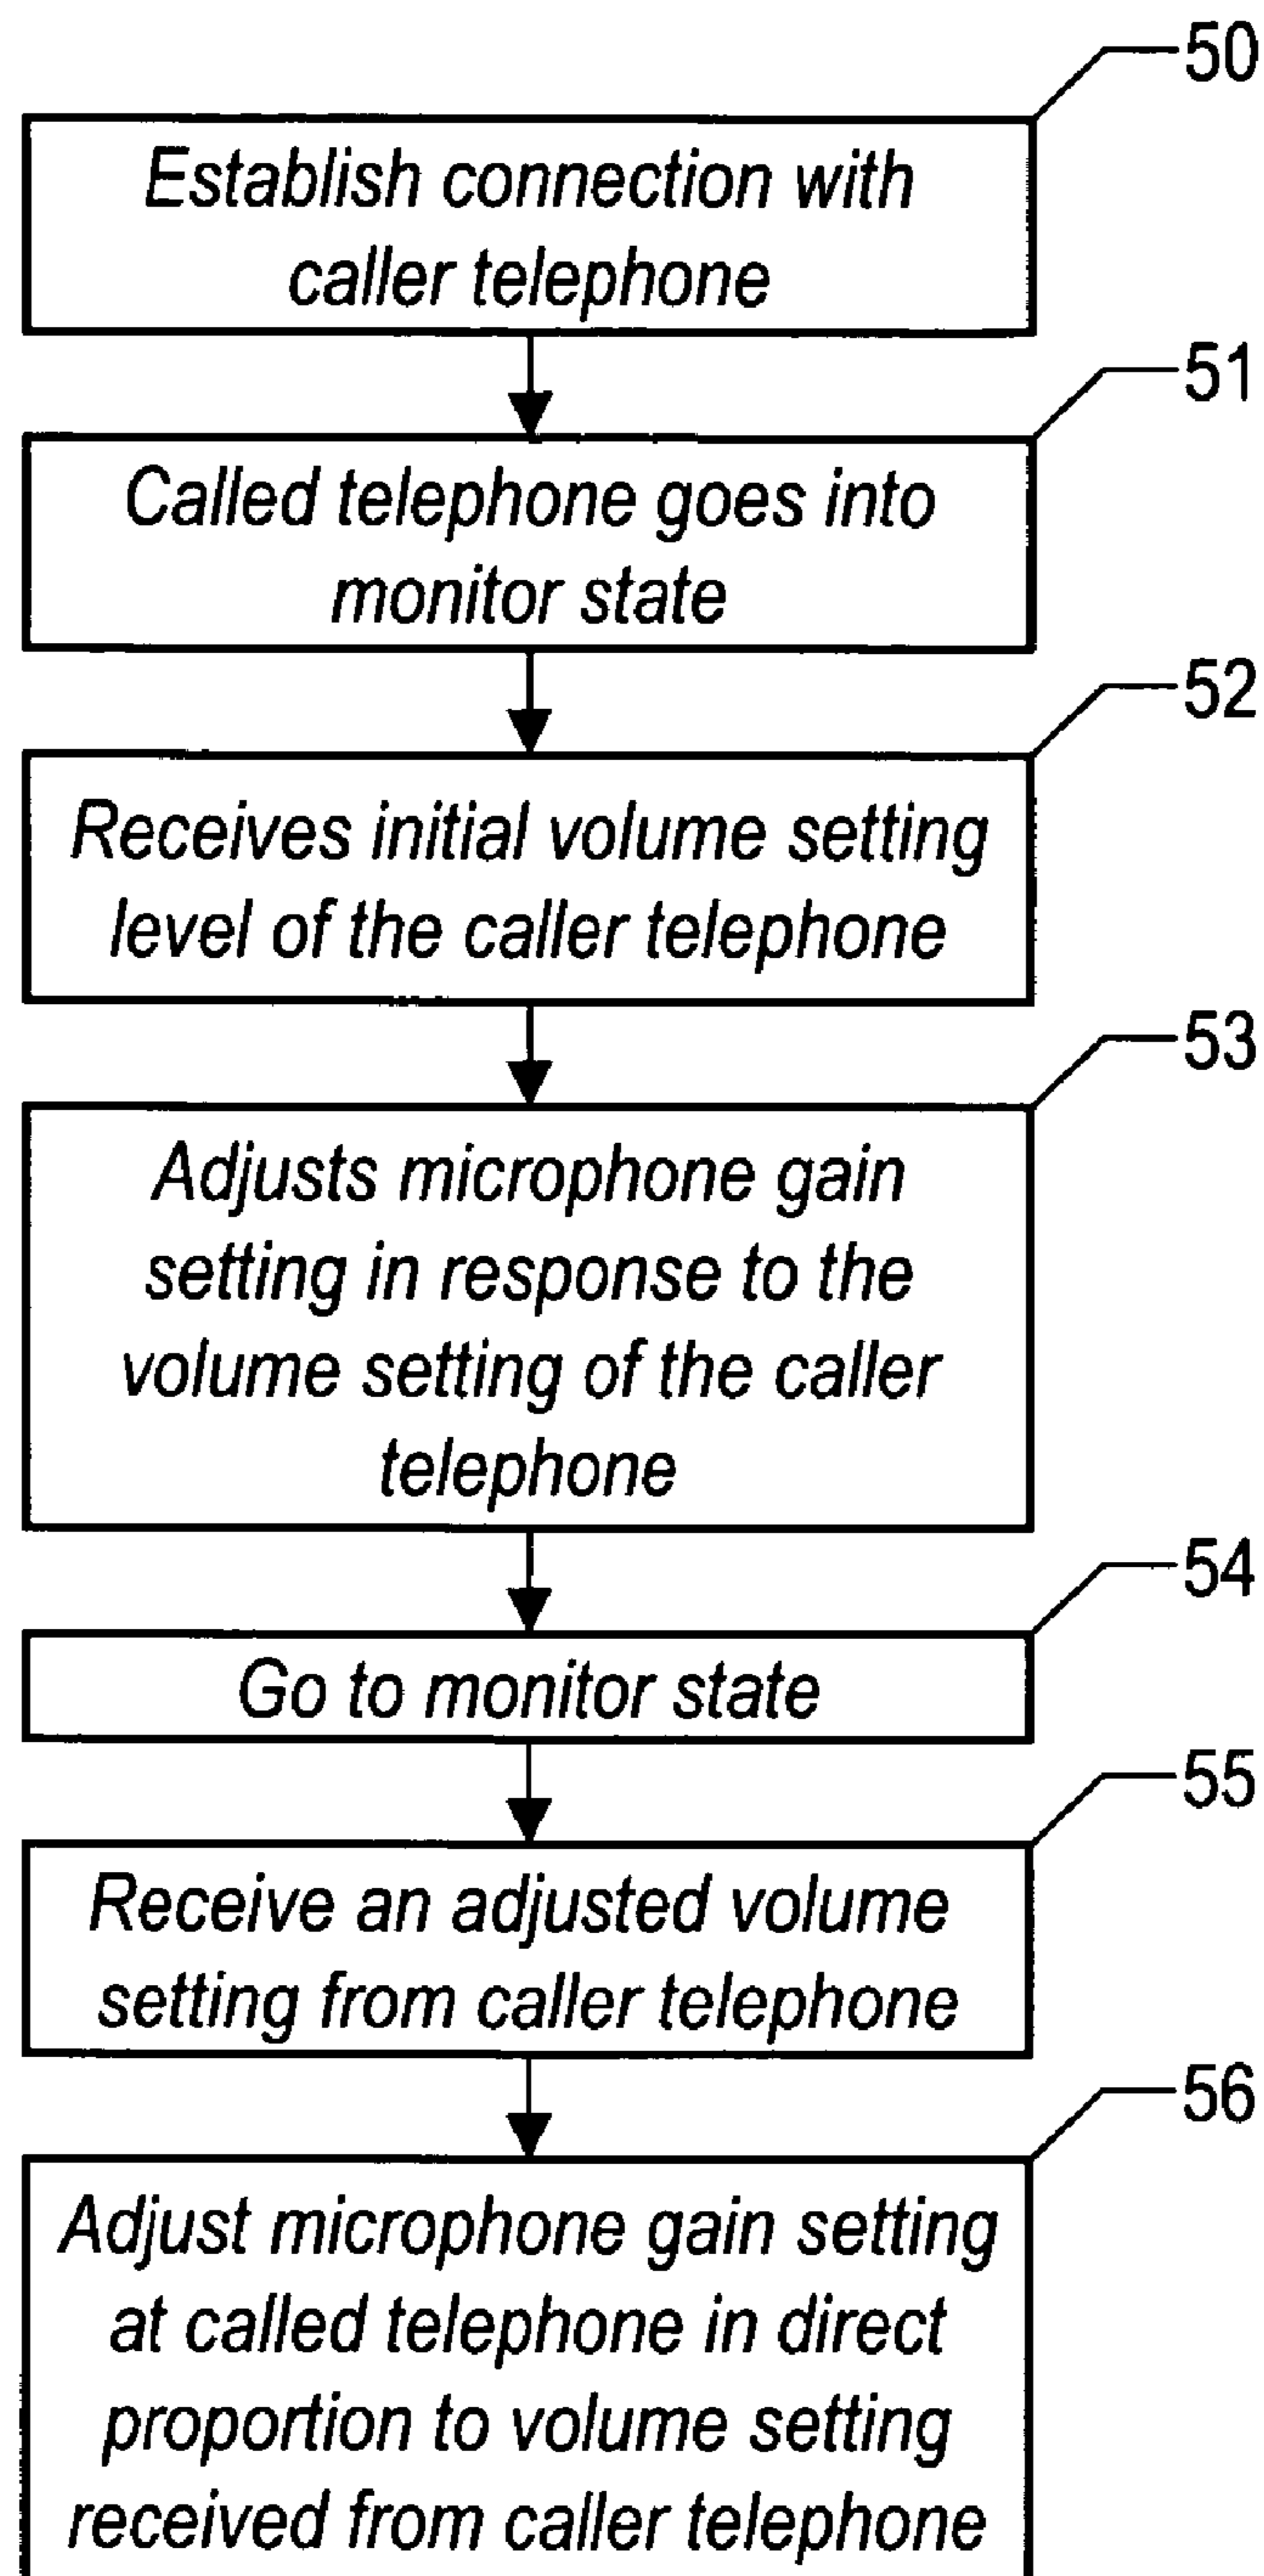 50
Establish connection with
caller telephone
51
Called telephone goes into
monitor state
52
Receives initial volume setting
level of the caller telephone
53
Adjusts microphone gain
setting in response to the
volume setting of the caller
telephone
54
Go to monitor state
55
Receive an adjusted volume
setting from caller telephone
56
Adjust microphone gain setting
at called telephone in direct
proportion to volume setting
received from caller telephone